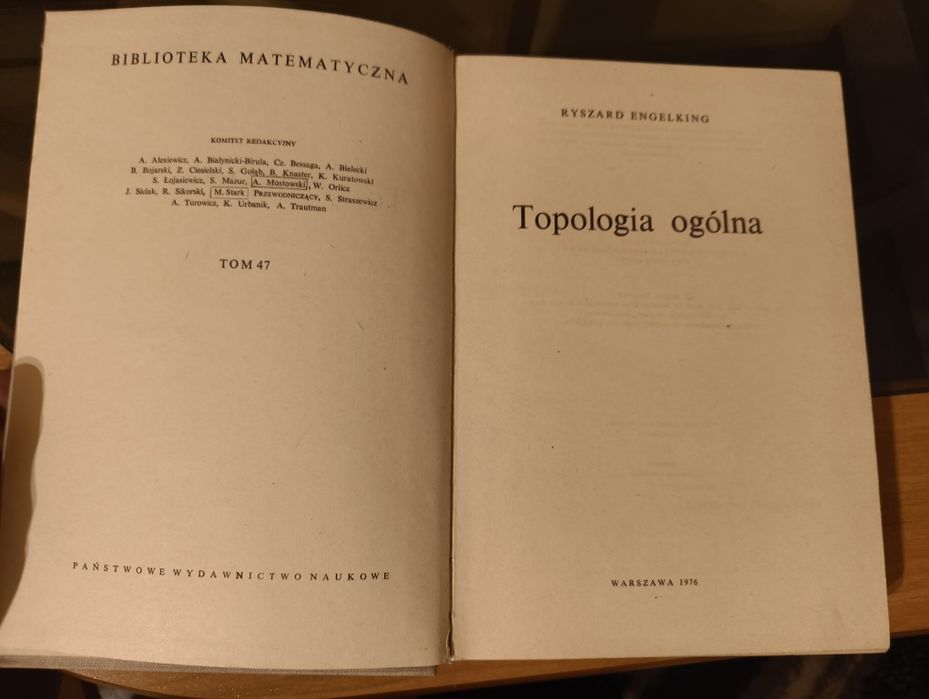 BIBLIOTEKA MATEMATYCZNA
KOMITET REDAKCYJNY
A. Alexiewicz, A. Białynicki-Birula, Cz. Bessaga, A. Bielecki
B. Bojarski, Z. Ciesielski, S. Gołąb, B. Knaster, K. Kuratowski
S. Łojasiewicz, S. Mazur, A. Mostowski, W. Orlicz
J. Siciak, R. Sikorski, M. Stark PRZEWODNICZĄCY, S. Straszewicz
A. Turowicz, K. Urbanik, A. Trautman
TOM 47
PAŃSTWOWE WYDAWNICTWO NAUKOWE
RYSZARD ENGELKING
Topologia ogólna
WARSZAWA 1976